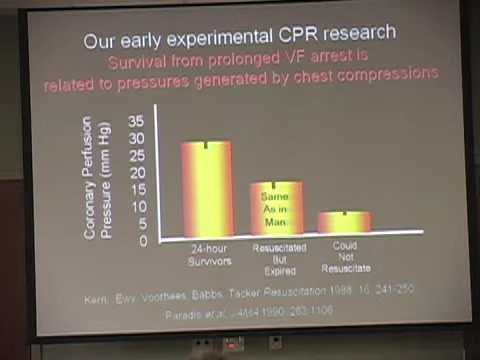 Our early experimental CPR research
Survival from prolonged VF arrest is
related to pressures generated by chest compressions
Coronary Perfusion
Pressure (mm Hg)
35
30
25
20
15
10
5
0
Same
As in
Man
24-hour
Survivors
Resuscitated
But
Expired
Could
Not
Resuscitate
Kern, Ewy, Voorhees, Babbs, Tacker Resuscitation 1988; 16: 241-250
Paradis et al. JAMA 1990; 263:1106